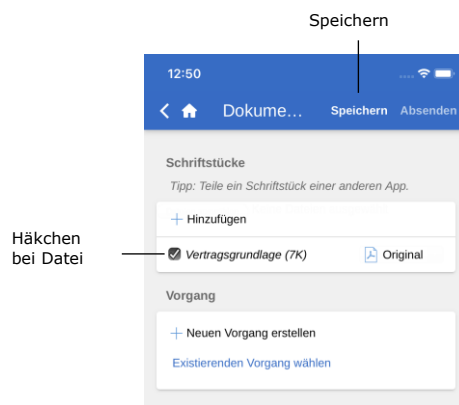 Speichern
12:50
Dokume... Speichern Absenden
Schriftstücke
Tipp: Teile ein Schriftstück einer anderen App.
Hinzufügen
Häkchen
bei Datei
Vertragsgrundlage (7K) Original
Vorgang
Neuen Vorgang erstellen
Existierenden Vorgang wählen